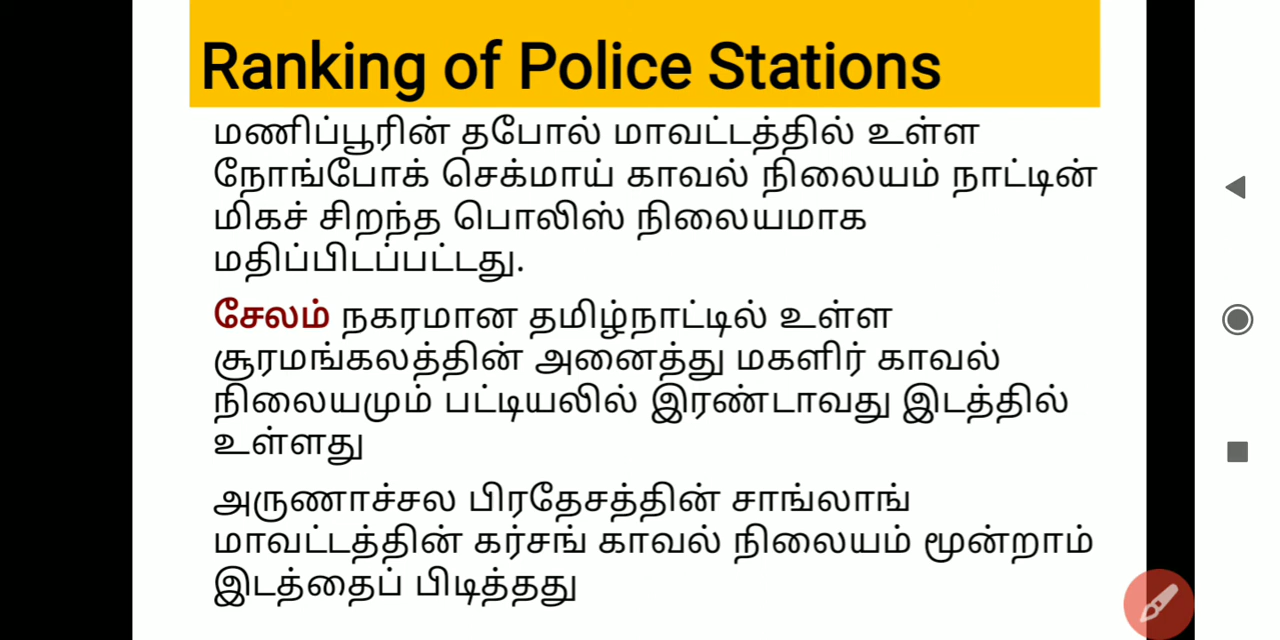 Ranking of Police Stations
மணிப்பூரின் தபோல் மாவட்டத்தில் உள்ள
நோங்போக் செக்மாய் காவல் நிலையம் நாட்டின்
மிகச் சிறந்த பொலிஸ் நிலையமாக
மதிப்பிடப்பட்டது.
சேலம் நகரமான தமிழ்நாட்டில் உள்ள
சூரமங்கலத்தின் அனைத்து மகளிர் காவல்
நிலையமும் பட்டியலில் இரண்டாவது இடத்தில்
உள்ளது
அருணாச்சல பிரதேசத்தின் சாங்லாங்
மாவட்டத்தின் கர்சங் காவல் நிலையம் மூன்றாம்
இடத்தைப் பிடித்தது